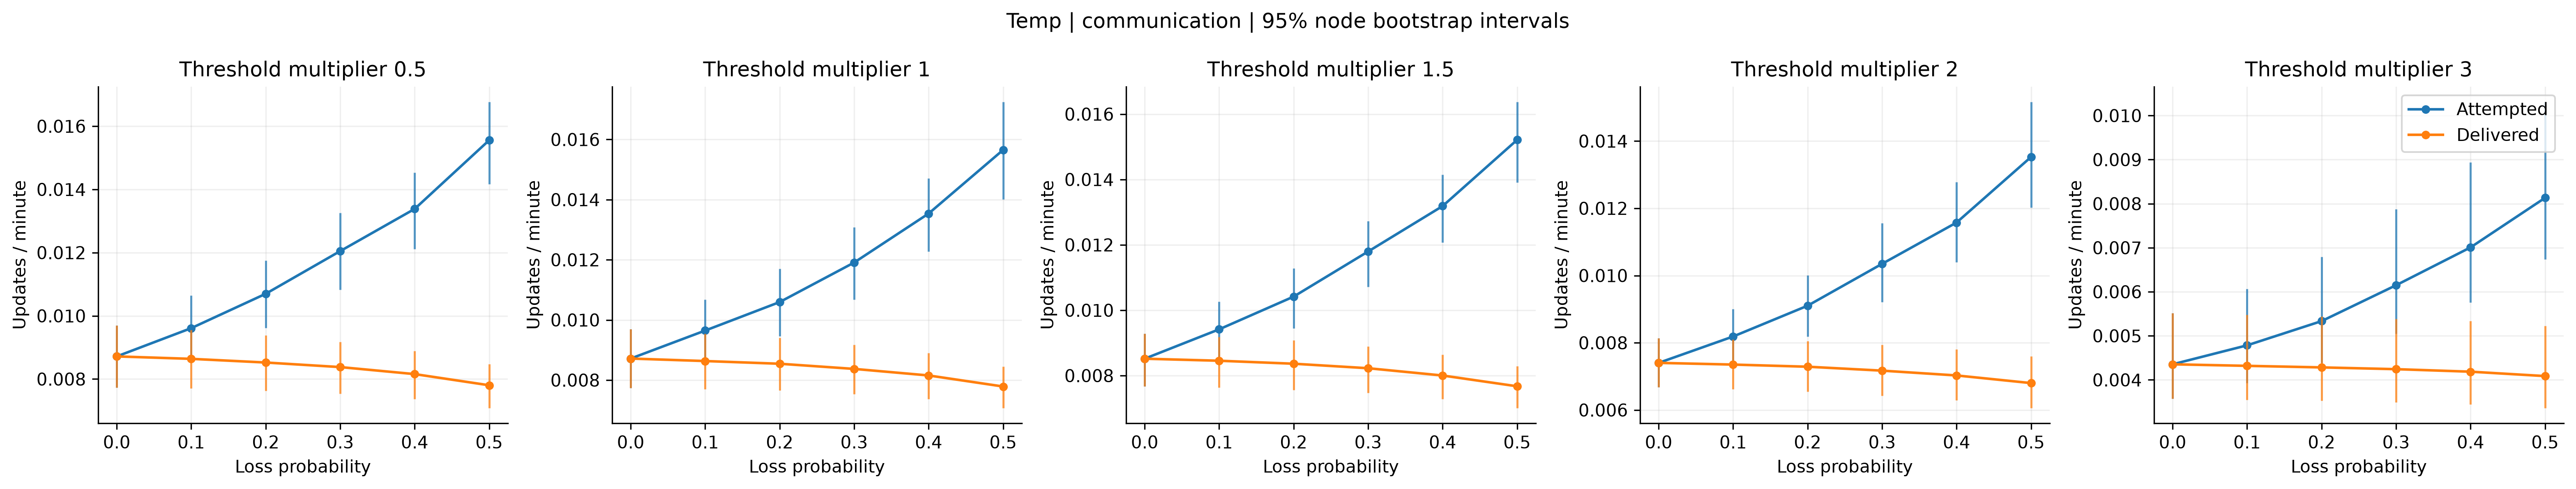 Temp | communication | 95% node bootstrap intervals
Threshold multiplier 0.5
Updates / minute
0.016
0.014
0.012
0.010
0.008
0.0 0.1 0.2 0.3 0.4 0.5
Loss probability
Threshold multiplier 1
Updates / minute
0.016
0.014
0.012
0.010
0.008
0.0 0.1 0.2 0.3 0.4 0.5
Loss probability
Threshold multiplier 1.5
Updates / minute
0.016
0.014
0.012
0.010
0.008
0.0 0.1 0.2 0.3 0.4 0.5
Loss probability
Threshold multiplier 2
Updates / minute
0.014
0.012
0.010
0.008
0.006
0.0 0.1 0.2 0.3 0.4 0.5
Loss probability
Threshold multiplier 3
Updates / minute
0.010
0.009
0.008
0.007
0.006
0.005
0.004
Attempted
Delivered
0.0 0.1 0.2 0.3 0.4 0.5
Loss probability